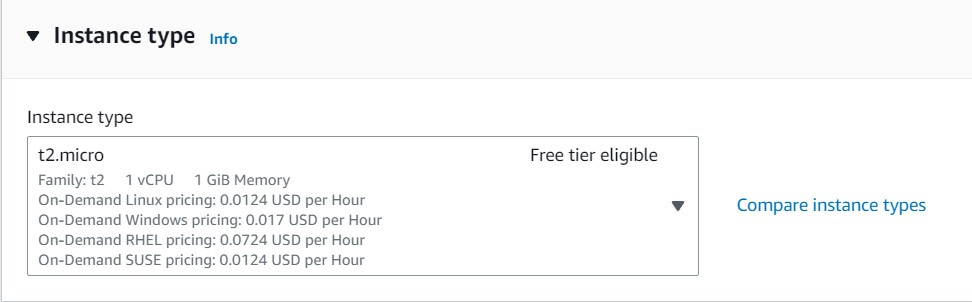 Instance type Info
Instance type
t2.micro Free tier eligible
Family: t2 1 vCPU 1 GiB Memory
On-Demand Linux pricing: 0.0124 USD per Hour
On-Demand Windows pricing: 0.017 USD per Hour
On-Demand RHEL pricing: 0.0724 USD per Hour
On-Demand SUSE pricing: 0.0124 USD per Hour
Compare instance types